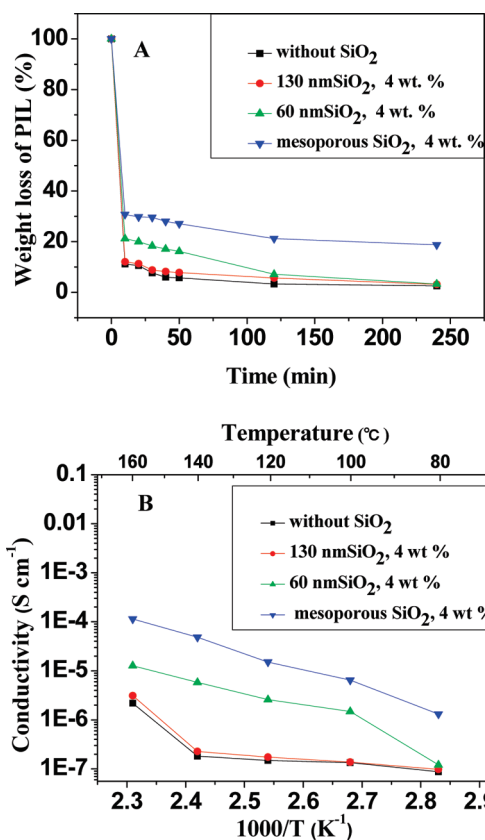 A
without SiO2
130 nmSiO2, 4 wt. %
60 nmSiO2, 4 wt. %
mesoporous SiO2, 4 wt. %
Weight loss of PIL (%)
100
80
60
40
20
0
0 50 100 150 200 250
Time (min)
Temperature (℃)
160 140 120 100 80
B
without SiO2
130 nmSiO2, 4 wt %
60 nmSiO2, 4 wt %
mesoporous SiO2, 4 wt %
Conductivity (S cm-1)
0.1
0.01
1E-3
1E-4
1E-5
1E-6
1E-7
2.3 2.4 2.5 2.6 2.7 2.8 2.9
1000/T (K-1)